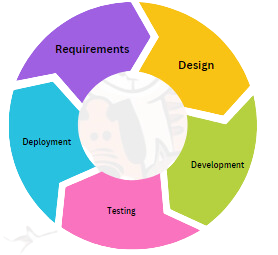 Requirements
Design
Development
Testing
Deployment